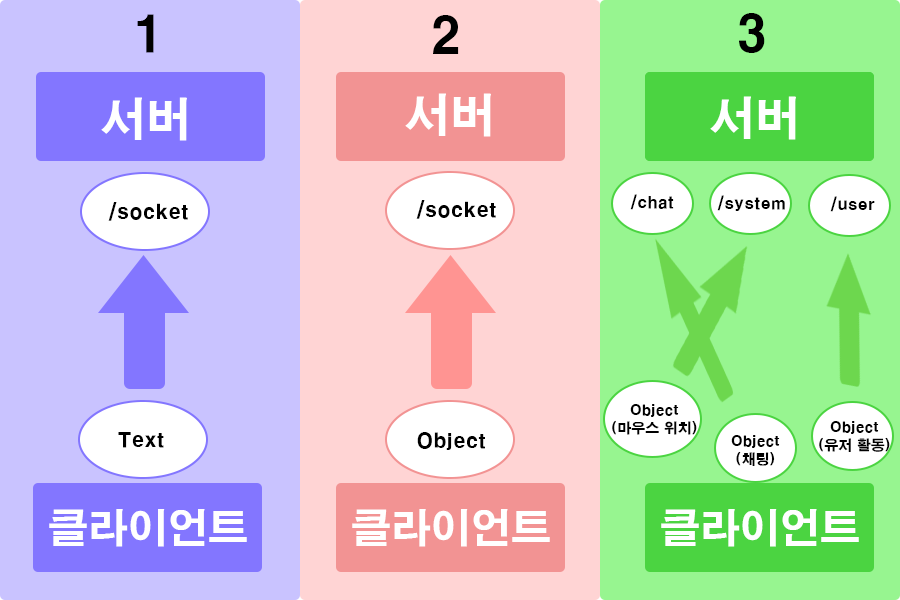 1
서버
/socket
Text
클라이언트
2
서버
/socket
Object
클라이언트
3
서버
/chat
/system
/user
Object
(마우스 위치)
Object
(채팅)
Object
(유저 활동)
클라이언트